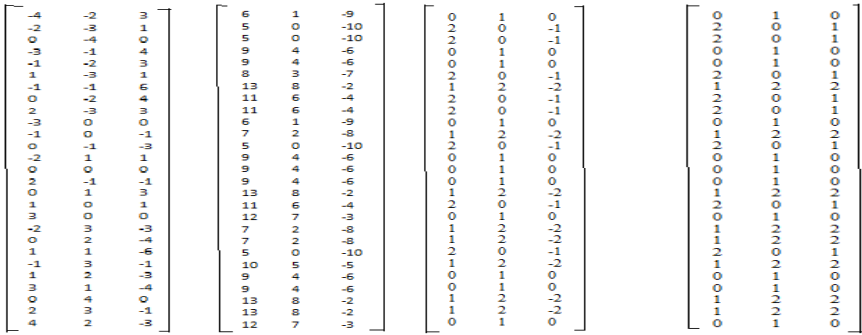 -4 -2 3 6 1 -9 0 1 0 0 1 0
-2 -3 1 5 0 -10 2 0 -1 2 0 1
0 -4 0 5 0 -10 2 0 -1 2 0 1
-3 -1 4 9 4 -6 0 1 0 0 1 0
-1 -2 3 9 4 -6 0 1 0 0 1 0
1 -3 1 8 3 -7 2 0 -1 2 0 1
-1 -1 6 13 8 -2 1 2 -2 1 2 2
0 -2 4 11 6 -4 2 0 -1 2 0 1
2 -3 3 11 6 -4 2 0 -1 2 0 1
-3 0 0 6 1 -9 0 1 0 0 1 0
-1 0 -1 7 2 -8 1 2 -2 1 2 2
0 -1 -3 5 0 -10 2 0 -1 2 0 1
-2 1 1 9 4 -6 0 1 0 0 1 0
0 0 0 9 4 -6 0 1 0 0 1 0
2 -1 -1 9 4 -6 0 1 0 0 1 0
0 1 3 13 8 -2 1 2 -2 1 2 2
1 0 1 11 6 -4 2 0 -1 2 0 1
3 0 0 12 7 -3 0 1 0 0 1 0
-2 3 -3 7 2 -8 1 2 -2 1 2 2
0 2 -4 7 2 -8 1 2 -2 1 2 2
1 1 -6 5 0 -10 2 0 -1 2 0 1
-1 3 -1 10 5 -5 1 2 -2 1 2 2
1 2 -3 9 4 -6 0 1 0 0 1 0
3 1 -4 9 4 -6 0 1 0 0 1 0
0 4 0 13 8 -2 1 2 -2 1 2 2
2 3 -1 13 8 -2 1 2 -2 1 2 2
4 2 -3 12 7 -3 0 1 0 0 1 0